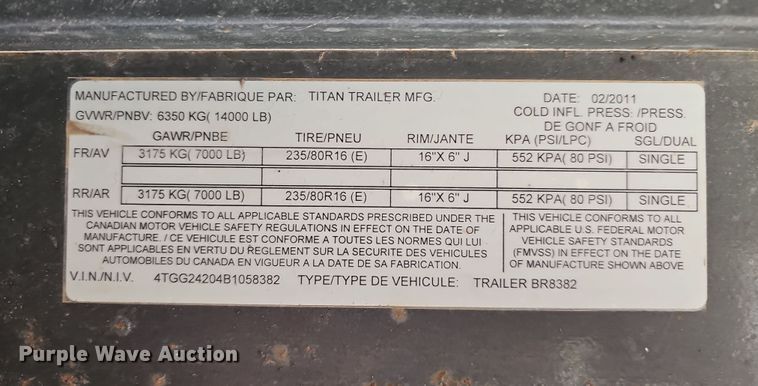 MANUFACTURED BY/FABRIQUE PAR: TITAN TRAILER MFG. DATE: 02/2011
GVWR/PNBV: 6350 KG( 14000 LB) COLD INFL. PRESS: /PRESS.
DE GONF A FROID
GAWR/PNBE TIRE/PNEU RIM/JANTE KPA (PSI/LPC) SGL/DUAL
FR/AV 3175 KG( 7000 LB) 235/80R16 (E) 16"X 6" J 552 KPA( 80 PSI) SINGLE
RR/AR 3175 KG( 7000 LB) 235/80R16 (E) 16"X 6" J 552 KPA( 80 PSI) SINGLE
THIS VEHICLE CONFORMS TO ALL APPLICABLE STANDARDS PRESCRIBED UNDER THE
CANADIAN MOTOR VEHICLE SAFETY REGULATIONS IN EFFECT ON THE DATE OF
MANUFACTURE. / CE VEHICULE EST CONFORME A TOUTES LES NORMES QUI LUI
SONT APPLICABLES EN VERTU DU REGLEMENT SUR LA SECURITE DES VEHICULES
AUTOMOBILES DU CANADA EN VIGUEUR A LA DATE DE SA FABRICATION.
THIS VEHICLE CONFORMS TO ALL
APPLICABLE U.S. FEDERAL MOTOR
VEHICLE SAFETY STANDARDS
(FMVSS) IN EFFECT ON THE DATE
OF MANUFACTURE SHOWN ABOVE
V.I.N./N.I.V. 4TGG24204B1058382 TYPE/TYPE DE VEHICULE: TRAILER BR8382
Purple Wave Auction